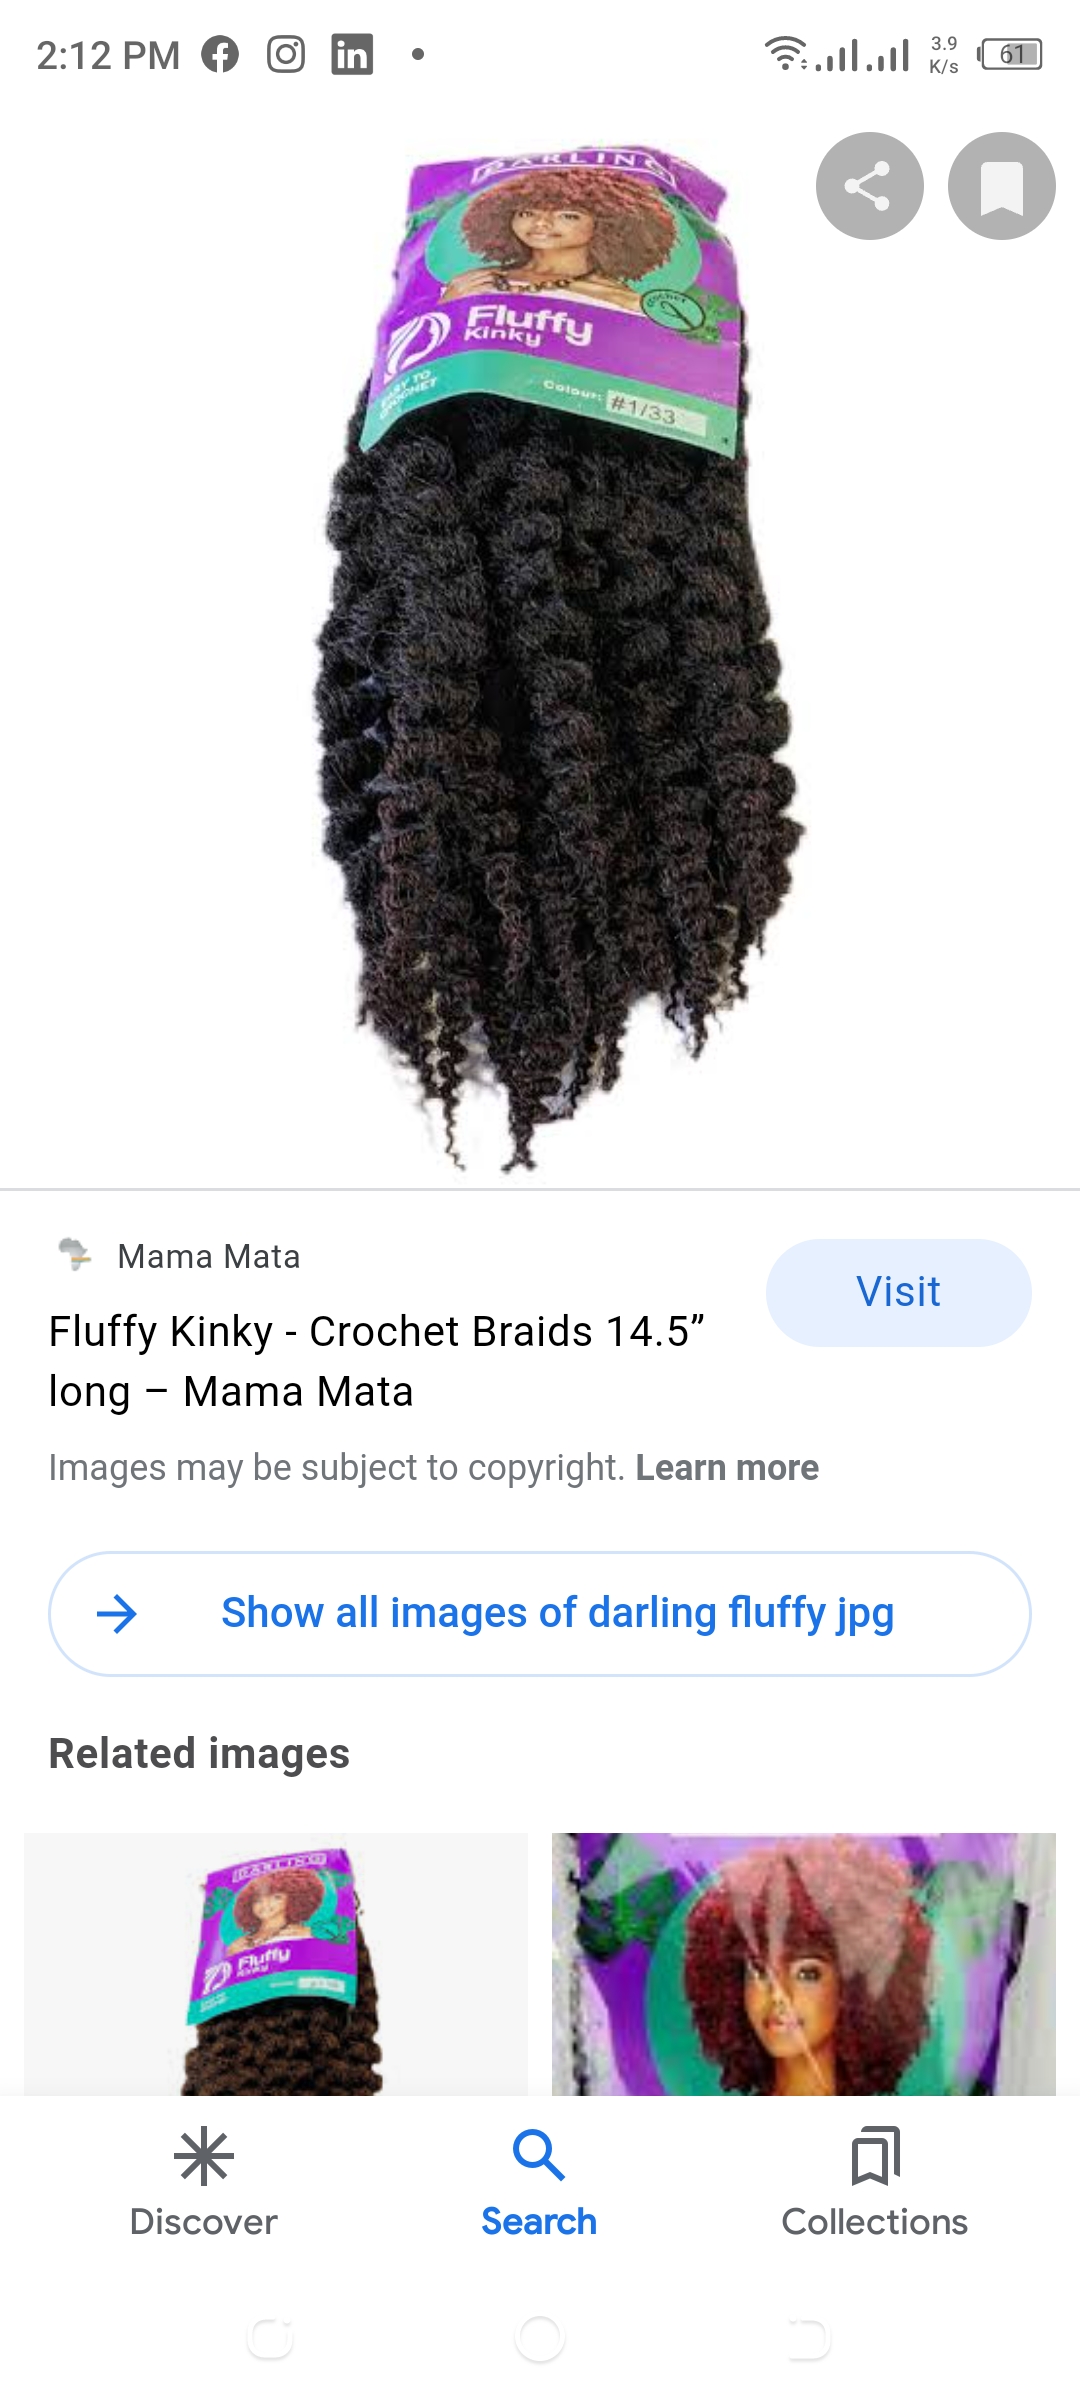 2:12 PM
3.9
K/s
61
DARLING
crochet
Fluffy
Kinky
EASY TO
CROCHET
Colour: #1/33
Mama Mata
Visit
Fluffy Kinky - Crochet Braids 14.5”
long – Mama Mata
Images may be subject to copyright. Learn more
Show all images of darling fluffy jpg
Related images
DARLING
Fluffy
Kinky
Discover
Search
Collections